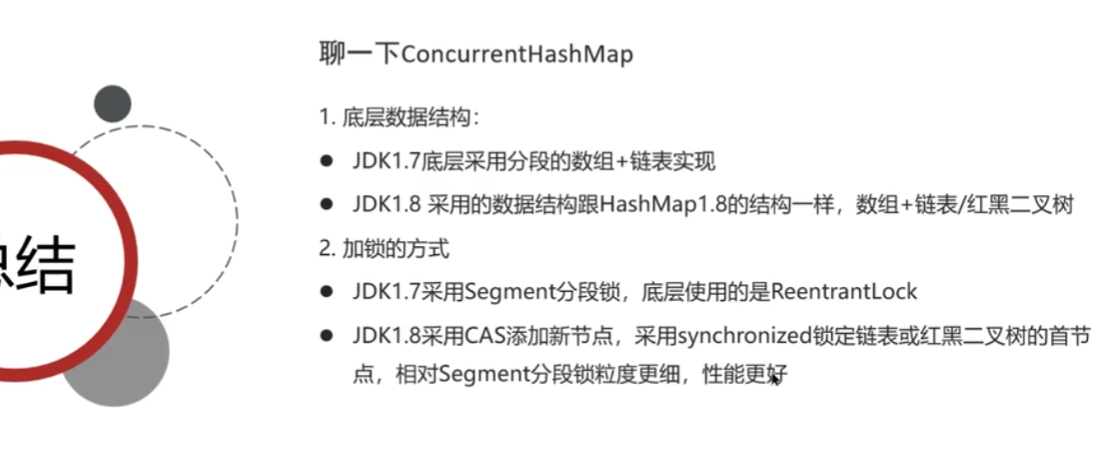 聊一下ConcurrentHashMap
1. 底层数据结构：
● JDK1.7底层采用分段的数组+链表实现
● JDK1.8 采用的数据结构跟HashMap1.8的结构一样，数组+链表/红黑二叉树
2. 加锁的方式
● JDK1.7采用Segment分段锁，底层使用的是ReentrantLock
● JDK1.8采用CAS添加新节点，采用synchronized锁定链表或红黑二叉树的首节
点，相对Segment分段锁粒度更细，性能更好
结